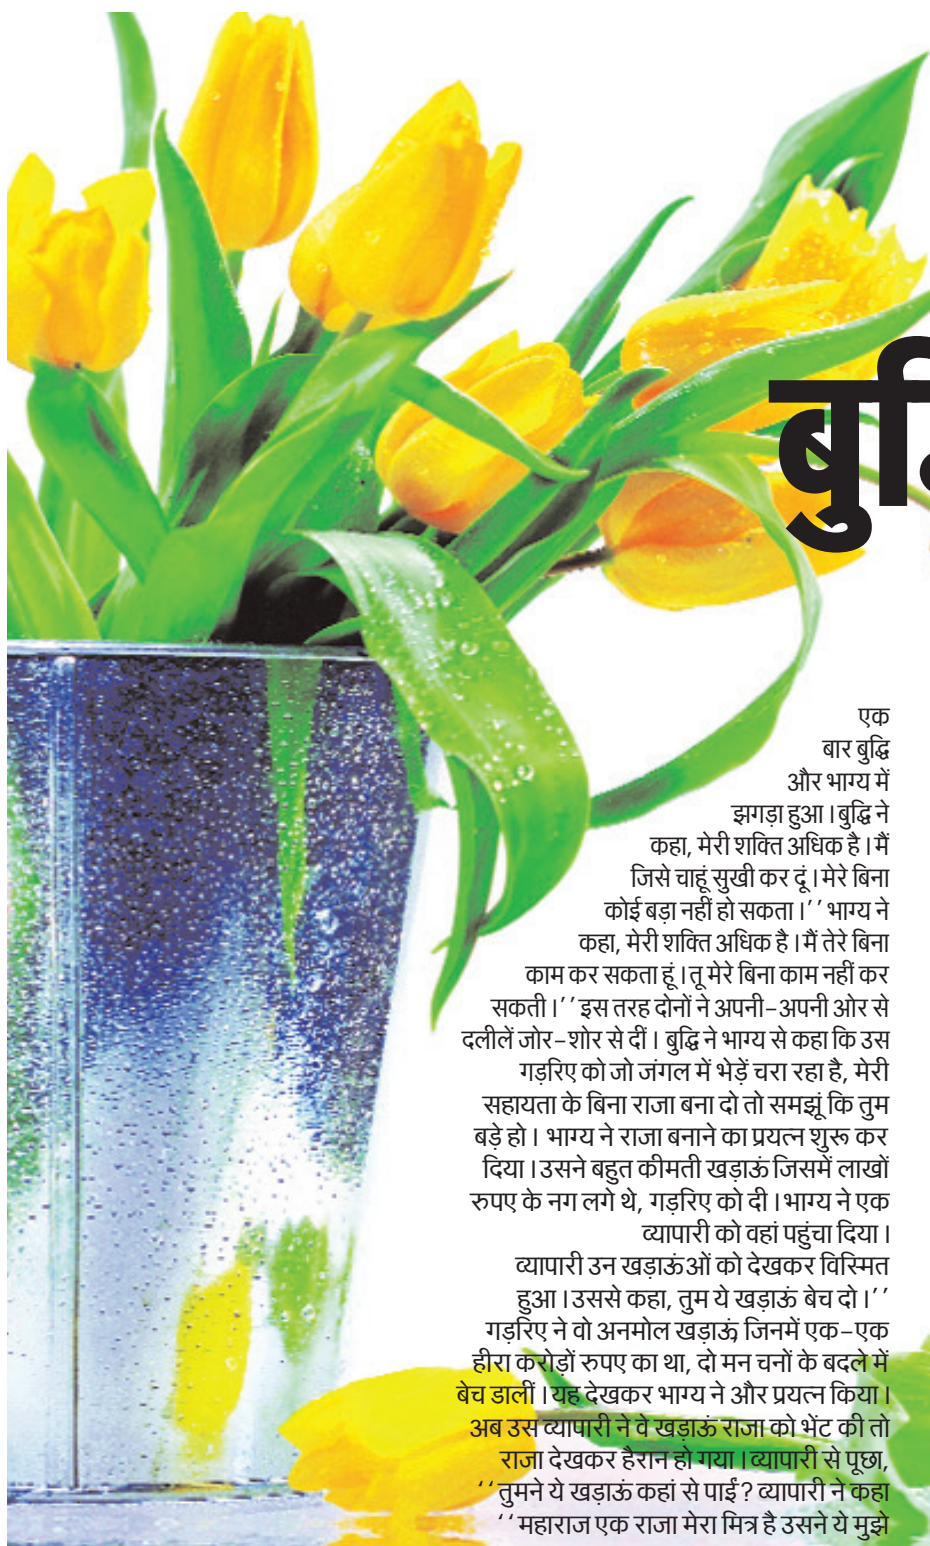 एक
बार बुद्धि
और भाग्य में
झगड़ा हुआ । बुद्धि ने
कहा, मेरी शक्ति अधिक है । मैं
जिसे चाहूं सुखी कर दूं । मेरे बिना
कोई बड़ा नहीं हो सकता ।’’ भाग्य ने
कहा, मेरी शक्ति अधिक है । मैं तेरे बिना
काम कर सकता हूं । तू मेरे बिना काम नहीं कर
सकती ।’’ इस तरह दोनों ने अपनी-अपनी ओर से
दलीलें जोर-शोर से दीं । बुद्धि ने भाग्य से कहा कि उस
गड़रिए को जो जंगल में भेड़ें चरा रहा है, मेरी
सहायता के बिना राजा बना दो तो समझूं कि तुम
बड़े हो । भाग्य ने राजा बनाने का प्रयत्न शुरू कर
दिया । उसने बहुत कीमती खड़ाऊं जिसमें लाखों
रुपए के नग लगे थे, गड़रिए को दी । भाग्य ने एक
व्यापारी को वहां पहुंचा दिया ।
व्यापारी उन खड़ाऊंओं को देखकर विस्मित
हुआ । उससे कहा, तुम ये खड़ाऊं बेच दो ।’’
गड़रिए ने वो अनमोल खड़ाऊं, जिनमें एक-एक
हीरा करोड़ों रुपए का था, दो मन चनों के बदले में
बेच डालीं । यह देखकर भाग्य ने और प्रयत्न किया ।
अब उस व्यापारी ने वे खड़ाऊं राजा को भेंट की तो
राजा देखकर हैरान हो गया । व्यापारी से पूछा,
‘‘तुमने ये खड़ाऊं कहां से पाईं? व्यापारी ने कहा
‘‘महाराज एक राजा मेरा मित्र है उसने ये मुझे